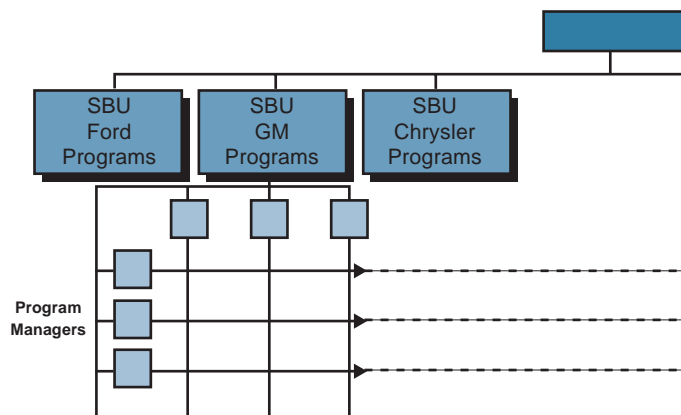 SBU
Ford
Programs
SBU
GM
Programs
SBU
Chrysler
Programs
Program
Managers